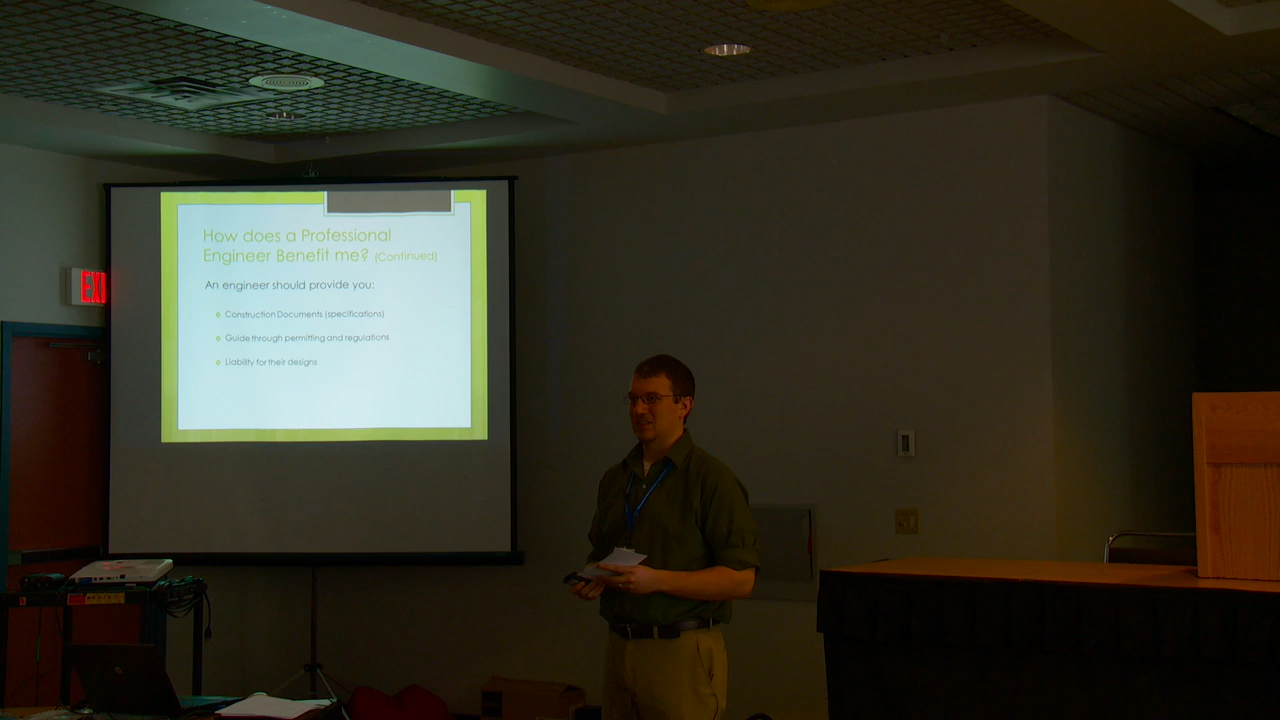 How does a Professional
Engineer Benefit me? (Continued)
An engineer should provide you:
Construction Documents (specifications)
Guide through permitting and regulations
Liability for their designs
EXI